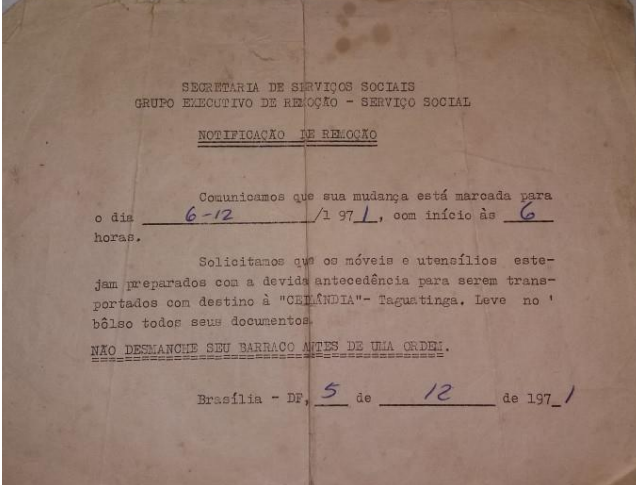 SECRETARIA DE SERVIÇOS SOCIAIS
GRUPO EXECUTIVO DE REMOÇÃO - SERVIÇO SOCIAL
NOTIFICAÇÃO DE REMOÇÃO
Comunicamos que sua mudança está marcada para
o dia 6-12 /1 971, com início às 6
horas.
Solicitamos que os móveis e utensílios este-
jam preparados com a devida antecedência para serem trans-
portados com destino à "CEILÂNDIA"- Taguatinga. Leve no '
bôlso todos seus documentos.
NÃO DESMANCHE SEU BARRACO ANTES DE UMA ORDEM.
Brasília - DF, 5 de 12 de 1971